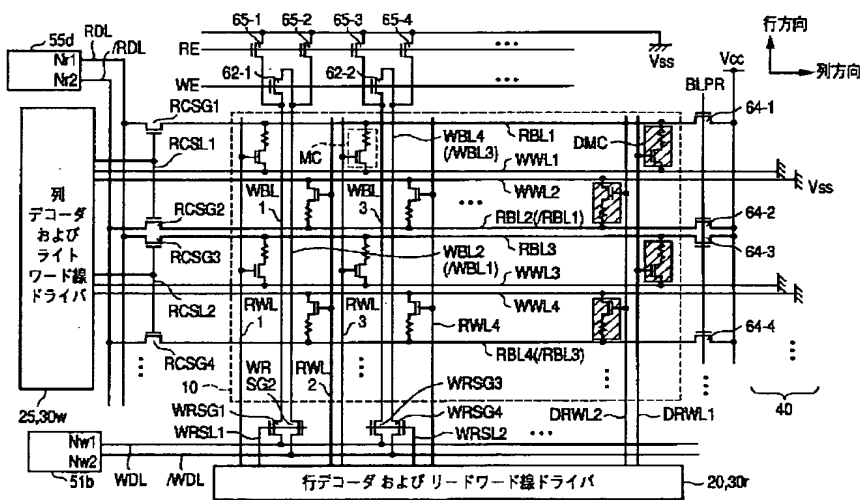 55d
RDL
/RDL
Nr1
Nr2
65-1
65-2
65-3
65-4
RE
WE
62-1
62-2
VSS
行方向
列方向
VCC
BLPR
64-1
RCSG1
RCSL1
MC
WBL4
(/WBL3)
RBL1
WWL1
DMC
列
デコーダ
および
ライト
ワード線
ドライバ
RCSG2
RCSG3
WBL
1
WBL
3
WWL2
RBL2(/RBL1)
RBL3
WBL2
(/WBL1)
WWL3
VSS
64-2
64-3
RCSL2
RWL
1
RWL
3
WWL4
RWL4
RBL4(/RBL3)
64-4
RCSG4
10
WR
SG2
RWL
2
WRSG3
WRSG1
WRSG4
DRWL2
DRWL1
40
25,30w
WRSL1
WRSL2
Nw1
Nw2
51b
WDL
/WDL
行デコーダ および リードワード線ドライバ
20,30r